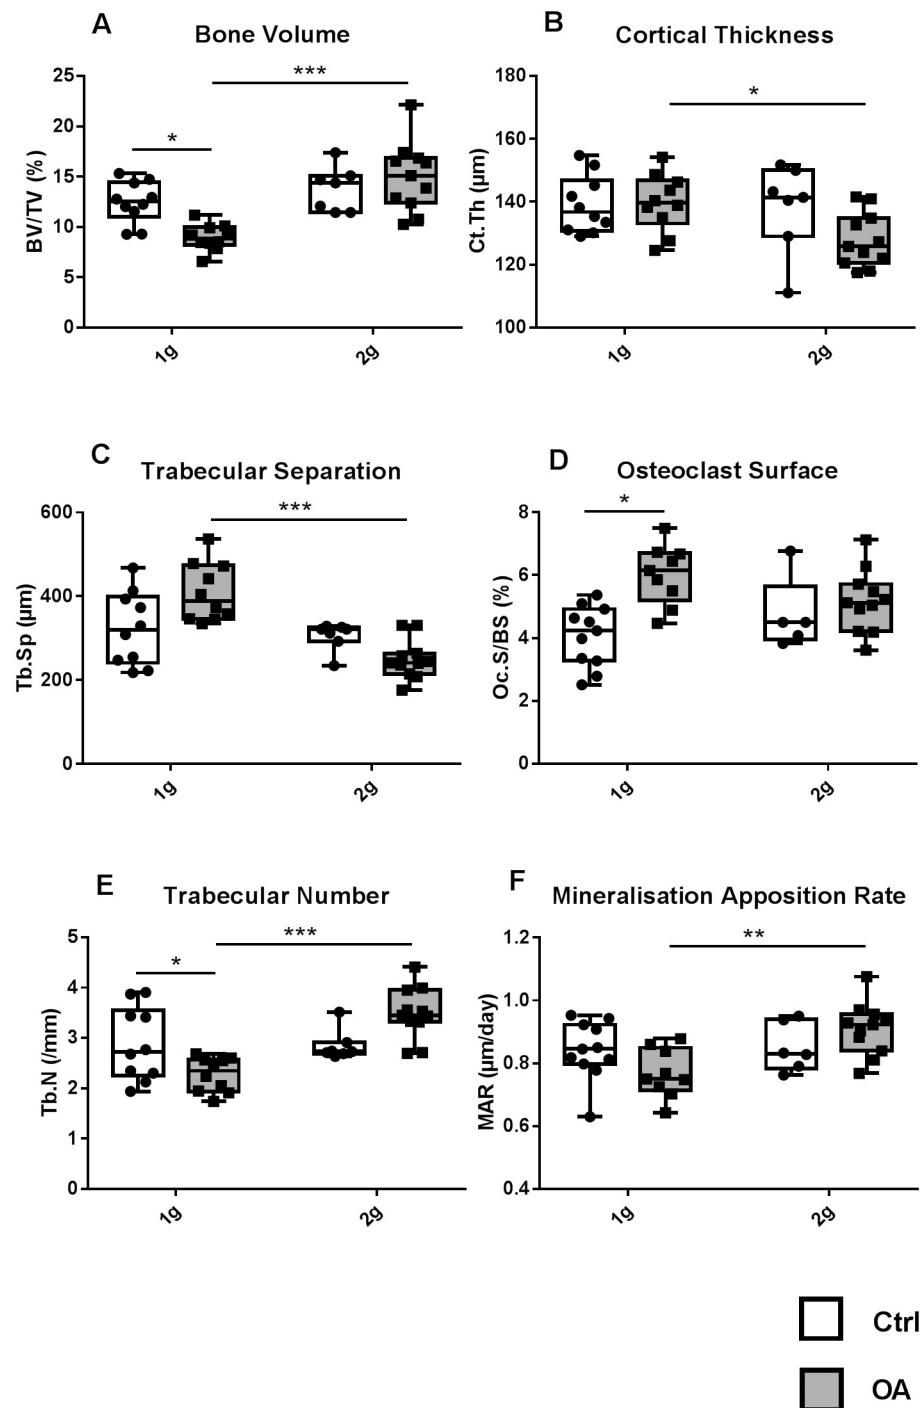 A
Bone Volume
BV/TV (%)
25
20
15
10
5
0
*
***
1g
2g
B
Cortical Thickness
Ct.Th (µm)
180
160
140
120
100
*
1g
2g
C
Trabecular Separation
Tb.Sp (µm)
600
400
200
0
***
1g
2g
D
Osteoclast Surface
Oc.S/BS (%)
8
6
4
2
0
*
1g
2g
E
Trabecular Number
Tb.N (/mm)
5
4
3
2
1
0
*
***
1g
2g
F
Mineralisation Apposition Rate
MAR (µm/day)
1.2
1.0
0.8
0.6
0.4
**
1g
2g
Ctrl
OA